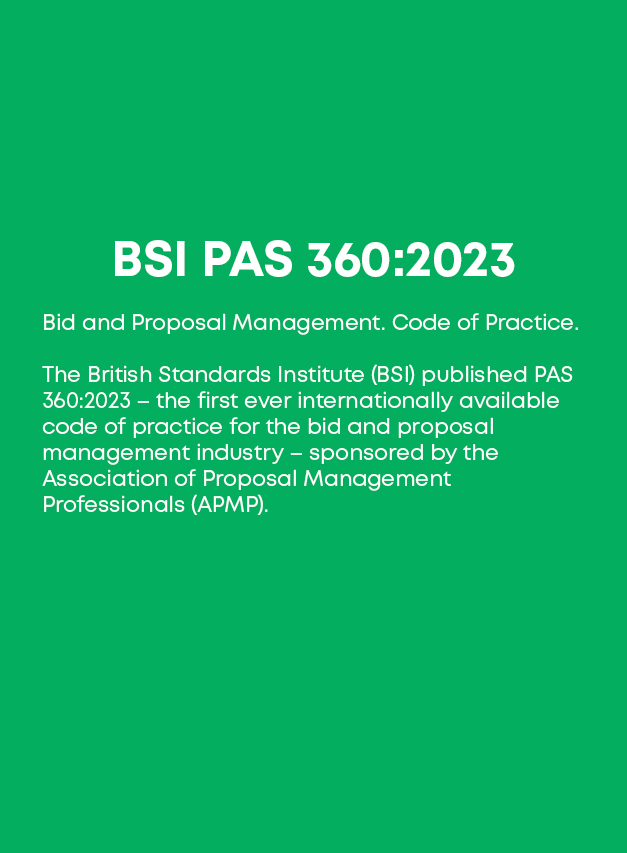 BSI PAS 360:2023
Bid and Proposal Management. Code of Practice.
The British Standards Institute (BSI) published PAS
360:2023 – the first ever internationally available
code of practice for the bid and proposal
management industry – sponsored by the
Association of Proposal Management
Professionals (APMP).